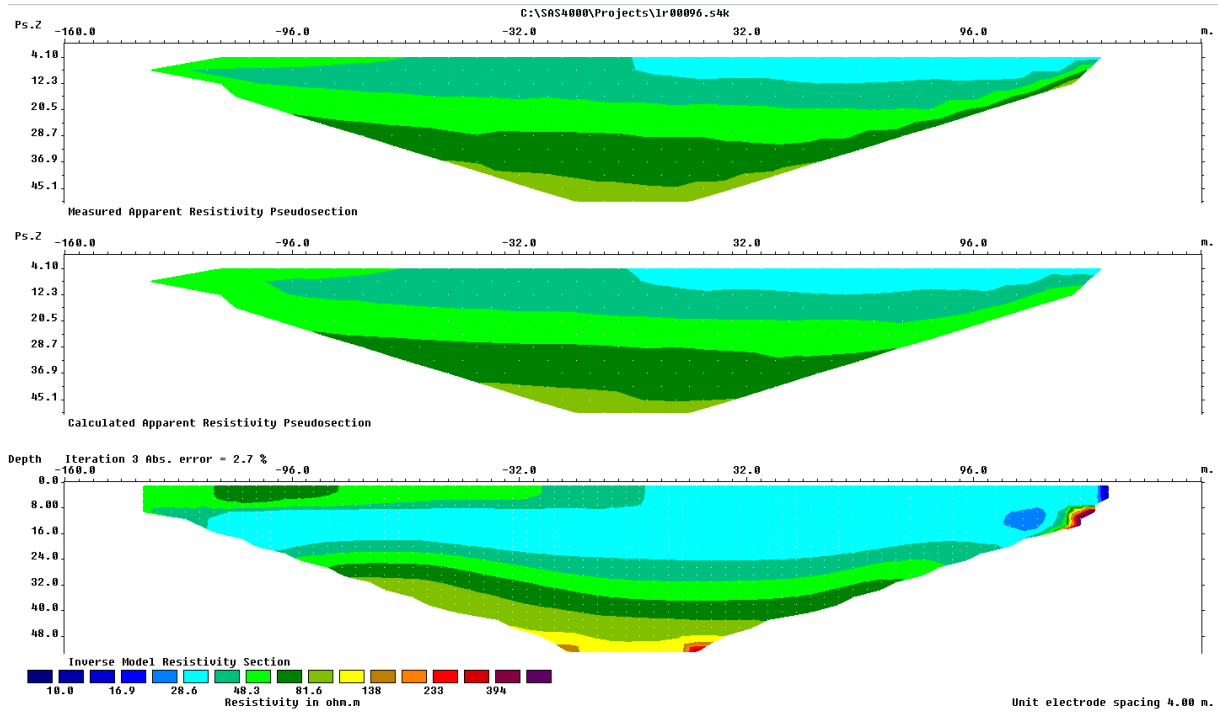 C:\SAS4000\Projects\lr00096.s4k
Ps.Z -160.0 -96.0 -32.0 32.0 96.0 m.
4.10
12.3
20.5
28.7
36.9
45.1
Measured Apparent Resistivity Pseudosection
Ps.Z -160.0 -96.0 -32.0 32.0 96.0 m.
4.10
12.3
20.5
28.7
36.9
45.1
Calculated Apparent Resistivity Pseudosection
Depth Iteration 3 Abs. error = 2.7 %
-160.0 -96.0 -32.0 32.0 96.0 m.
0.0
8.00
16.0
24.0
32.0
40.0
48.0
Inverse Model Resistivity Section
10.0 16.9 28.6 48.3 81.6 138 233 394
Resistivity in ohm.m Unit electrode spacing 4.00 m.